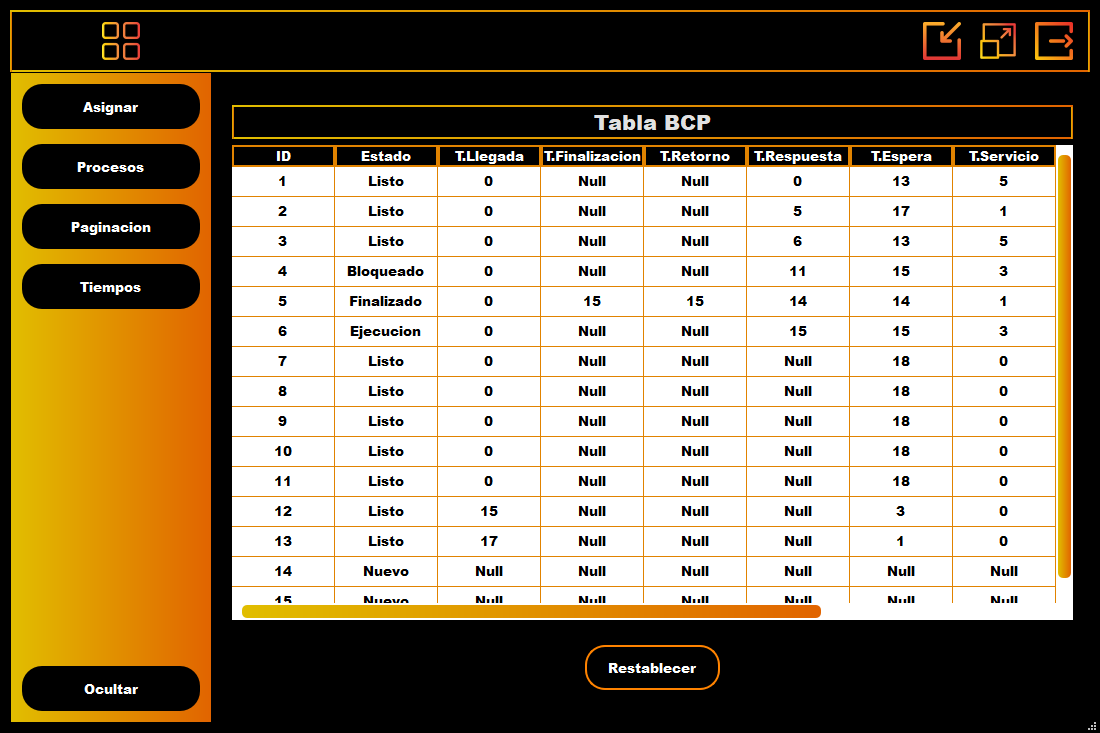 Asignar
Procesos
Paginacion
Tiempos
Ocultar
Tabla BCP
ID Estado T.Llegada T.Finalizacion T.Retorno T.Respuesta T.Espera T.Servicio
1 Listo 0 Null Null 0 13 5
2 Listo 0 Null Null 5 17 1
3 Listo 0 Null Null 6 13 5
4 Bloqueado 0 Null Null 11 15 3
5 Finalizado 0 15 15 14 14 1
6 Ejecucion 0 Null Null 15 15 3
7 Listo 0 Null Null Null 18 0
8 Listo 0 Null Null Null 18 0
9 Listo 0 Null Null Null 18 0
10 Listo 0 Null Null Null 18 0
11 Listo 0 Null Null Null 18 0
12 Listo 15 Null Null Null 3 0
13 Listo 17 Null Null Null 1 0
14 Nuevo Null Null Null Null Null Null
15 Nuevo Null Null Null Null Null Null
Restablecer